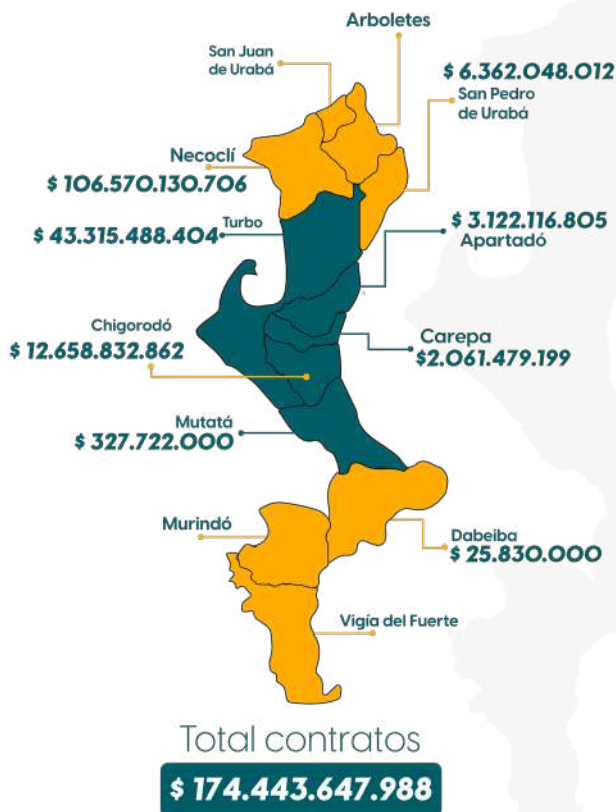 Arboletes
San Juan
de Urabá
$ 6.362.048.012
San Pedro
de Urabá
Necoclí
$ 106.570.130.706
Turbo
$ 43.315.488.404
$ 3.122.116.805
Apartadó
Chigorodó
$ 12.658.832.862
Carepa
$2.061.479.199
Mutatá
$ 327.722.000
Murindó
Dabeiba
$ 25.830.000
Vigía del Fuerte
Total contratos
$ 174.443.647.988